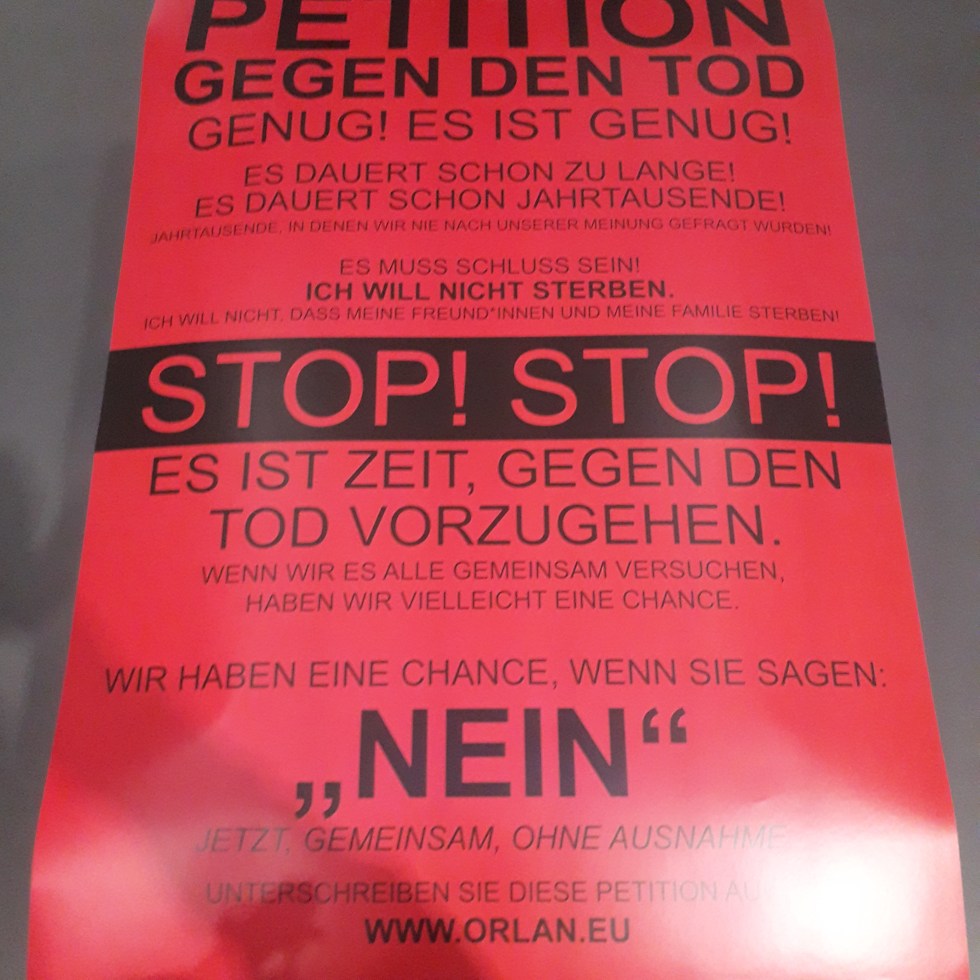 PETITION
GEGEN DEN TOD
GENUG! ES IST GENUG!
ES DAUERT SCHON ZU LANGE!
ES DAUERT SCHON JAHRTAUSENDE!
JAHRTAUSENDE, IN DENEN WIR NIE NACH UNSERER MEINUNG GEFRAGT WURDEN!
ES MUSS SCHLUSS SEIN!
ICH WILL NICHT STERBEN.
ICH WILL NICHT, DASS MEINE FREUND*INNEN UND MEINE FAMILIE STERBEN!
STOP! STOP!
ES IST ZEIT, GEGEN DEN
TOD VORZUGEHEN.
WENN WIR ES ALLE GEMEINSAM VERSUCHEN,
HABEN WIR VIELLEICHT EINE CHANCE.
WIR HABEN EINE CHANCE, WENN SIE SAGEN:
„NEIN“
JETZT, GEMEINSAM, OHNE AUSNAHME
UNTERSCHREIBEN SIE DIESE PETITION AU
WWW.ORLAN.EU